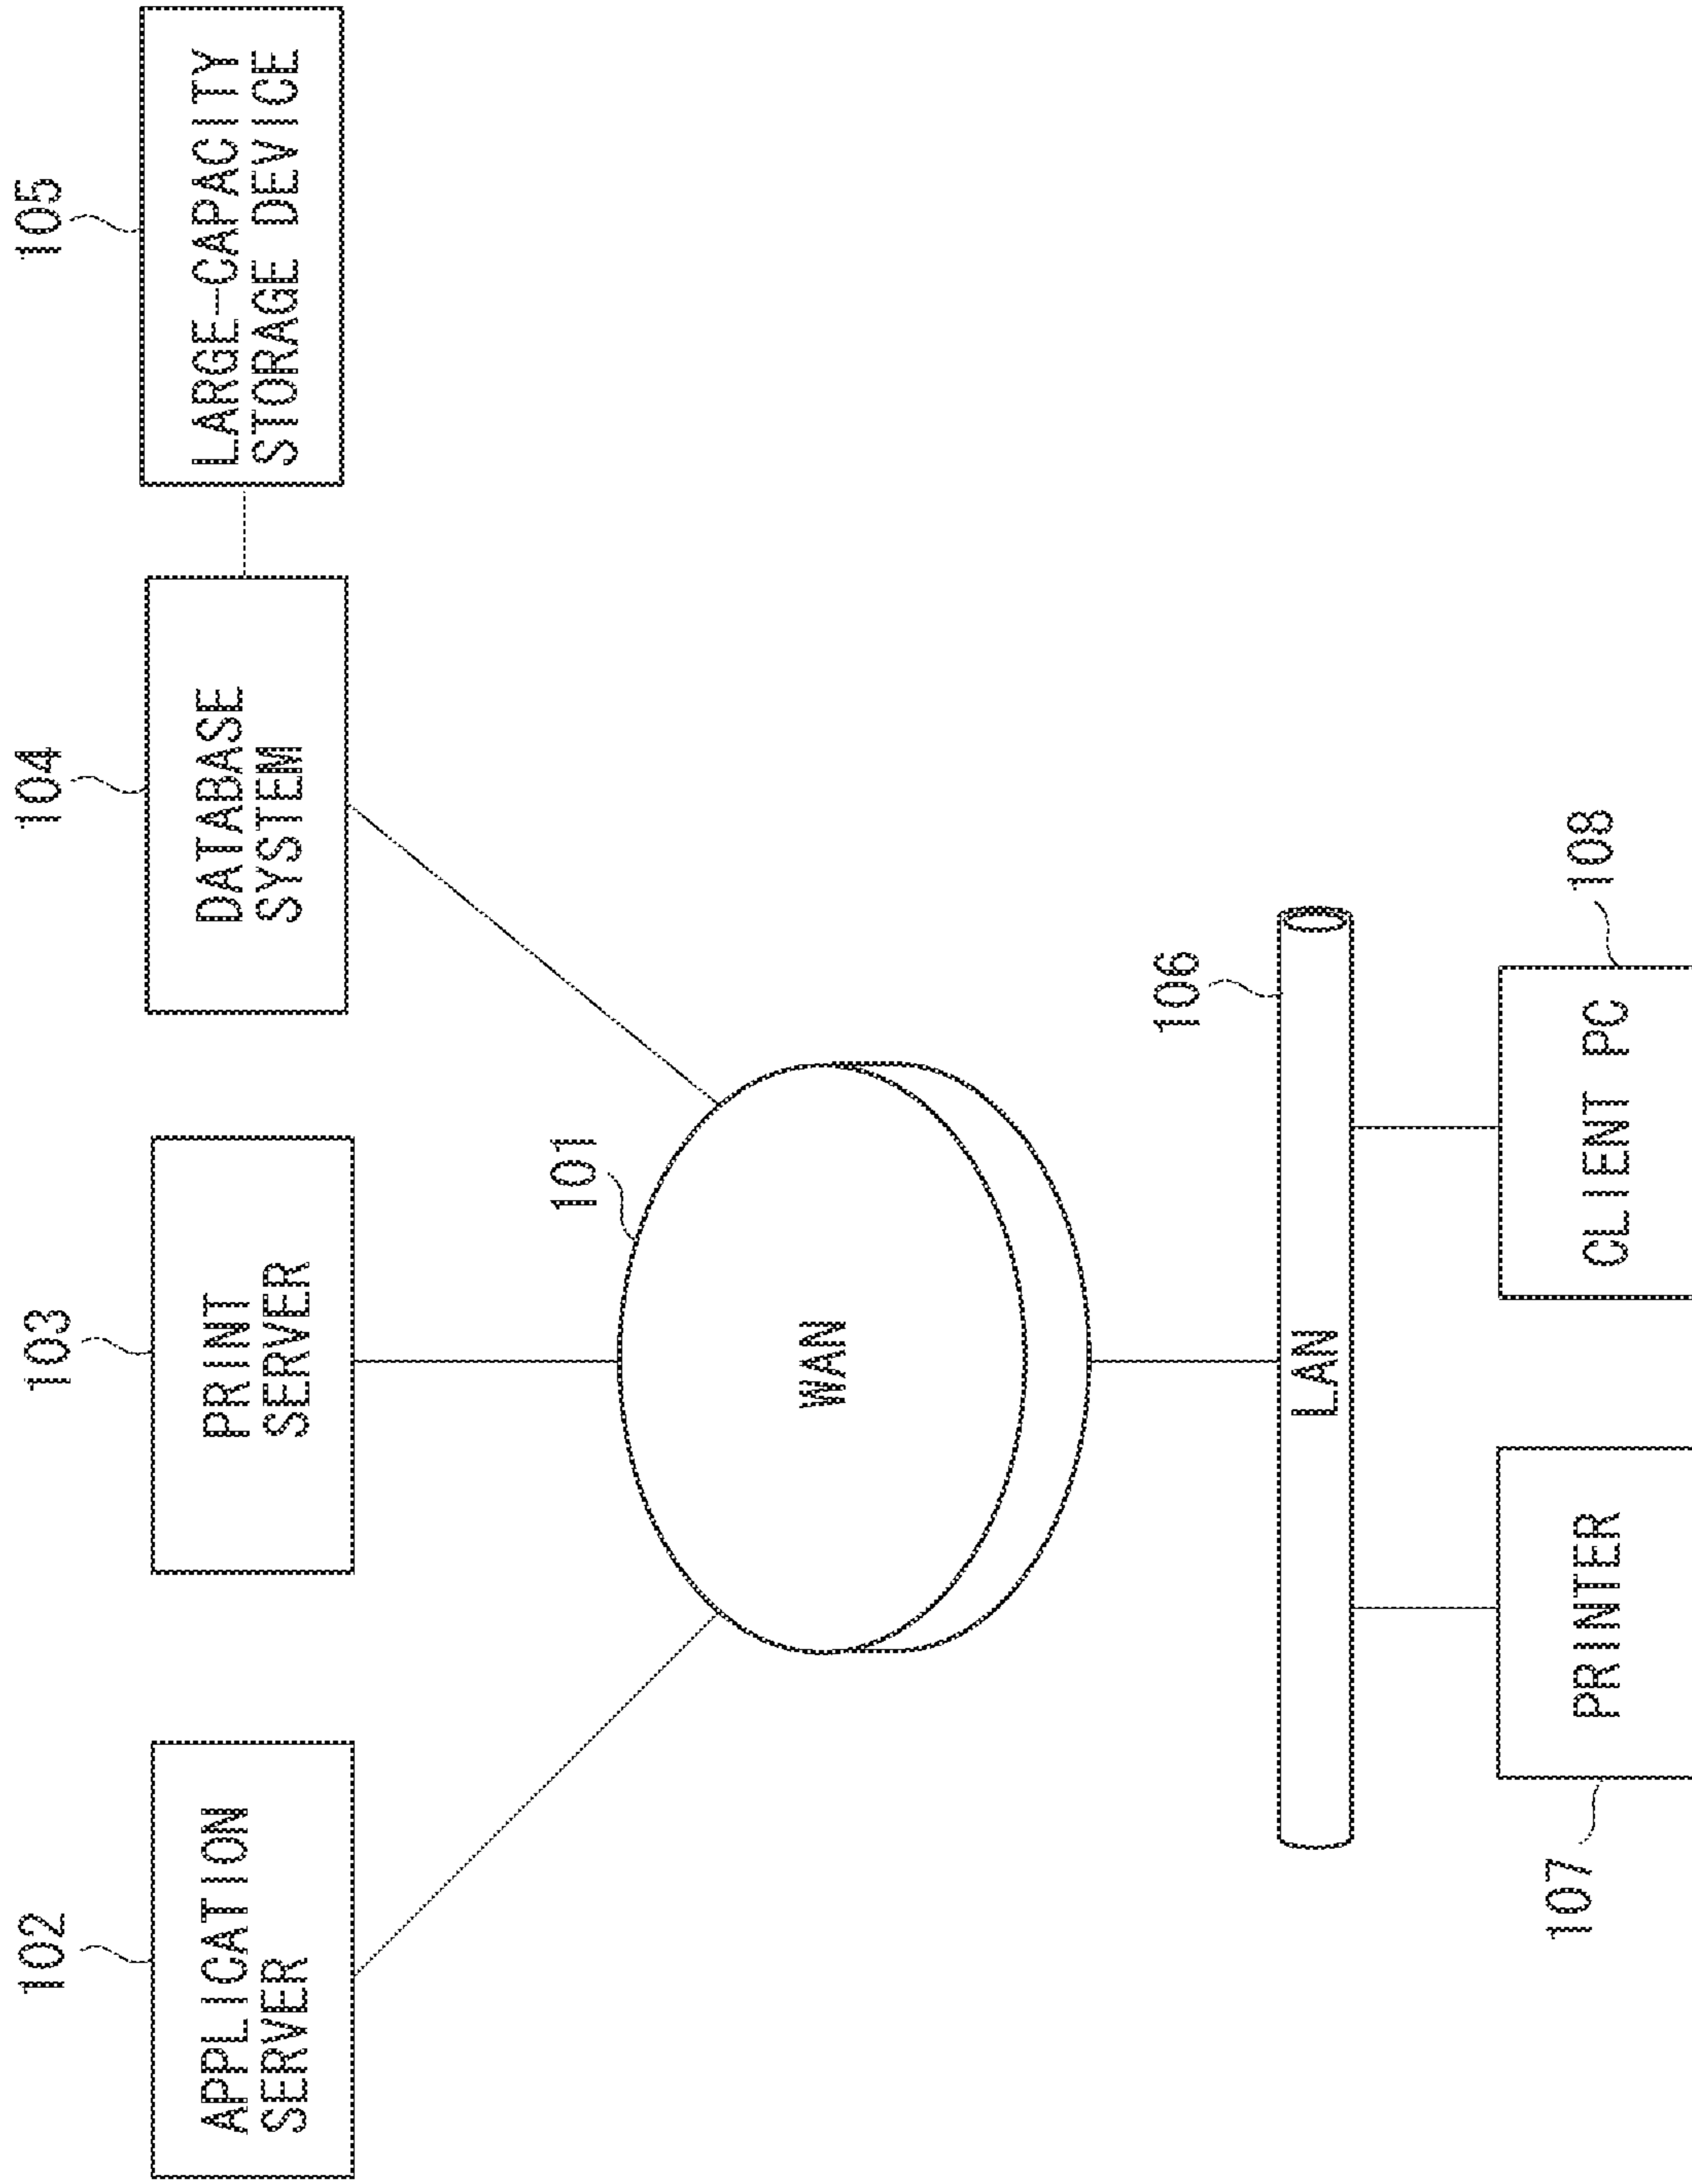 102
103
104
105
APPLICATION
SERVER
PRINT
SERVER
DATABASE
SYSTEM
LARGE-CAPACITY
STORAGE DEVICE
101
WAN
106
LAN
107
PRINTER
CLIENT PC
108